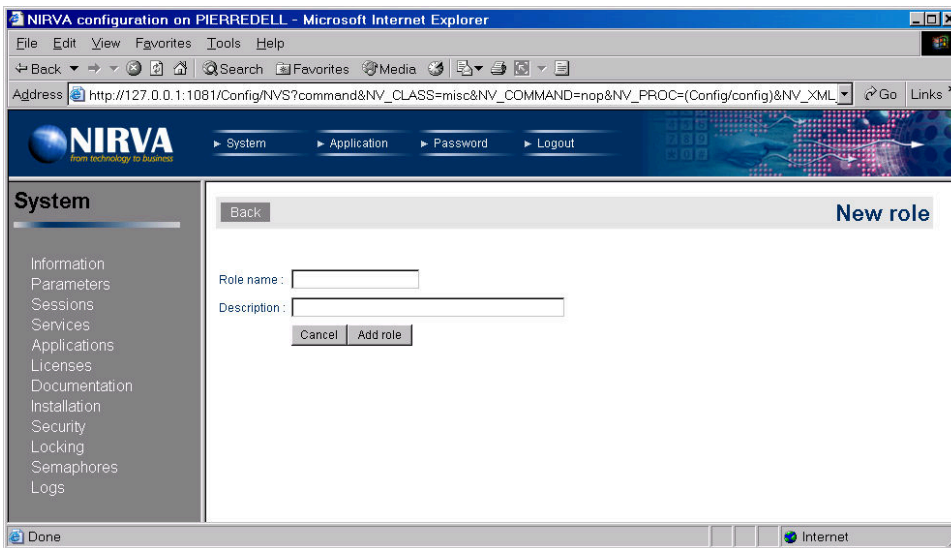 NIRVA configuration on PIERREDELL - Microsoft Internet Explorer
File Edit View Favorites Tools Help
Back Search Favorites Media
Address http://127.0.0.1:1081/Config/NVS?command&NV_CLASS=misc&NV_COMMAND=nop&NV_PROC=(Config/config)&NV_XML Go Links
NIRVA
from technology to business
System Application Password Logout
System
Back New role
Information
Parameters
Sessions
Services
Applications
Licenses
Documentation
Installation
Security
Locking
Semaphores
Logs
Role name :
Description :
Cancel Add role
Done Internet